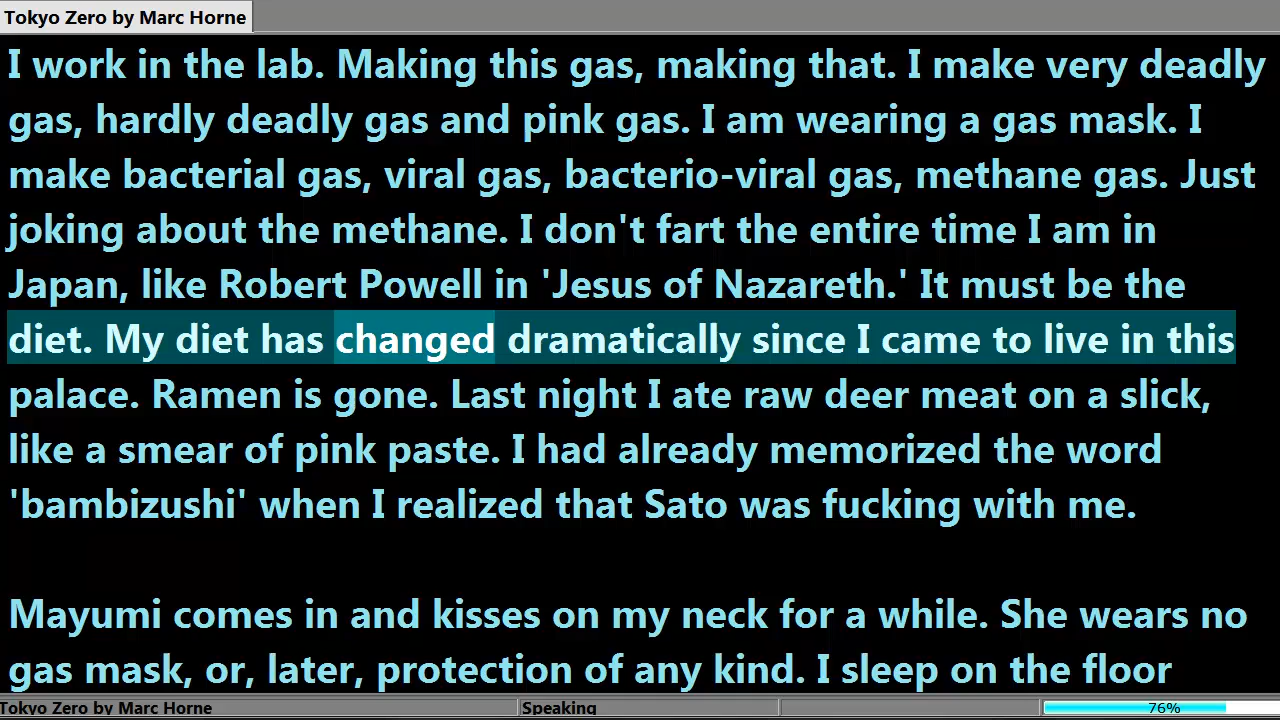 Tokyo Zero by Marc Horne
I work in the lab. Making this gas, making that. I make very deadly
gas, hardly deadly gas and pink gas. I am wearing a gas mask. I
make bacterial gas, viral gas, bacterio-viral gas, methane gas. Just
joking about the methane. I don't fart the entire time I am in
Japan, like Robert Powell in 'Jesus of Nazareth.' It must be the
diet. My diet has changed dramatically since I came to live in this
palace. Ramen is gone. Last night I ate raw deer meat on a slick,
like a smear of pink paste. I had already memorized the word
'bambizushi' when I realized that Sato was fucking with me.
Mayumi comes in and kisses on my neck for a while. She wears no
gas mask, or, later, protection of any kind. I sleep on the floor
Tokyo Zero by Marc Horne Speaking 76%